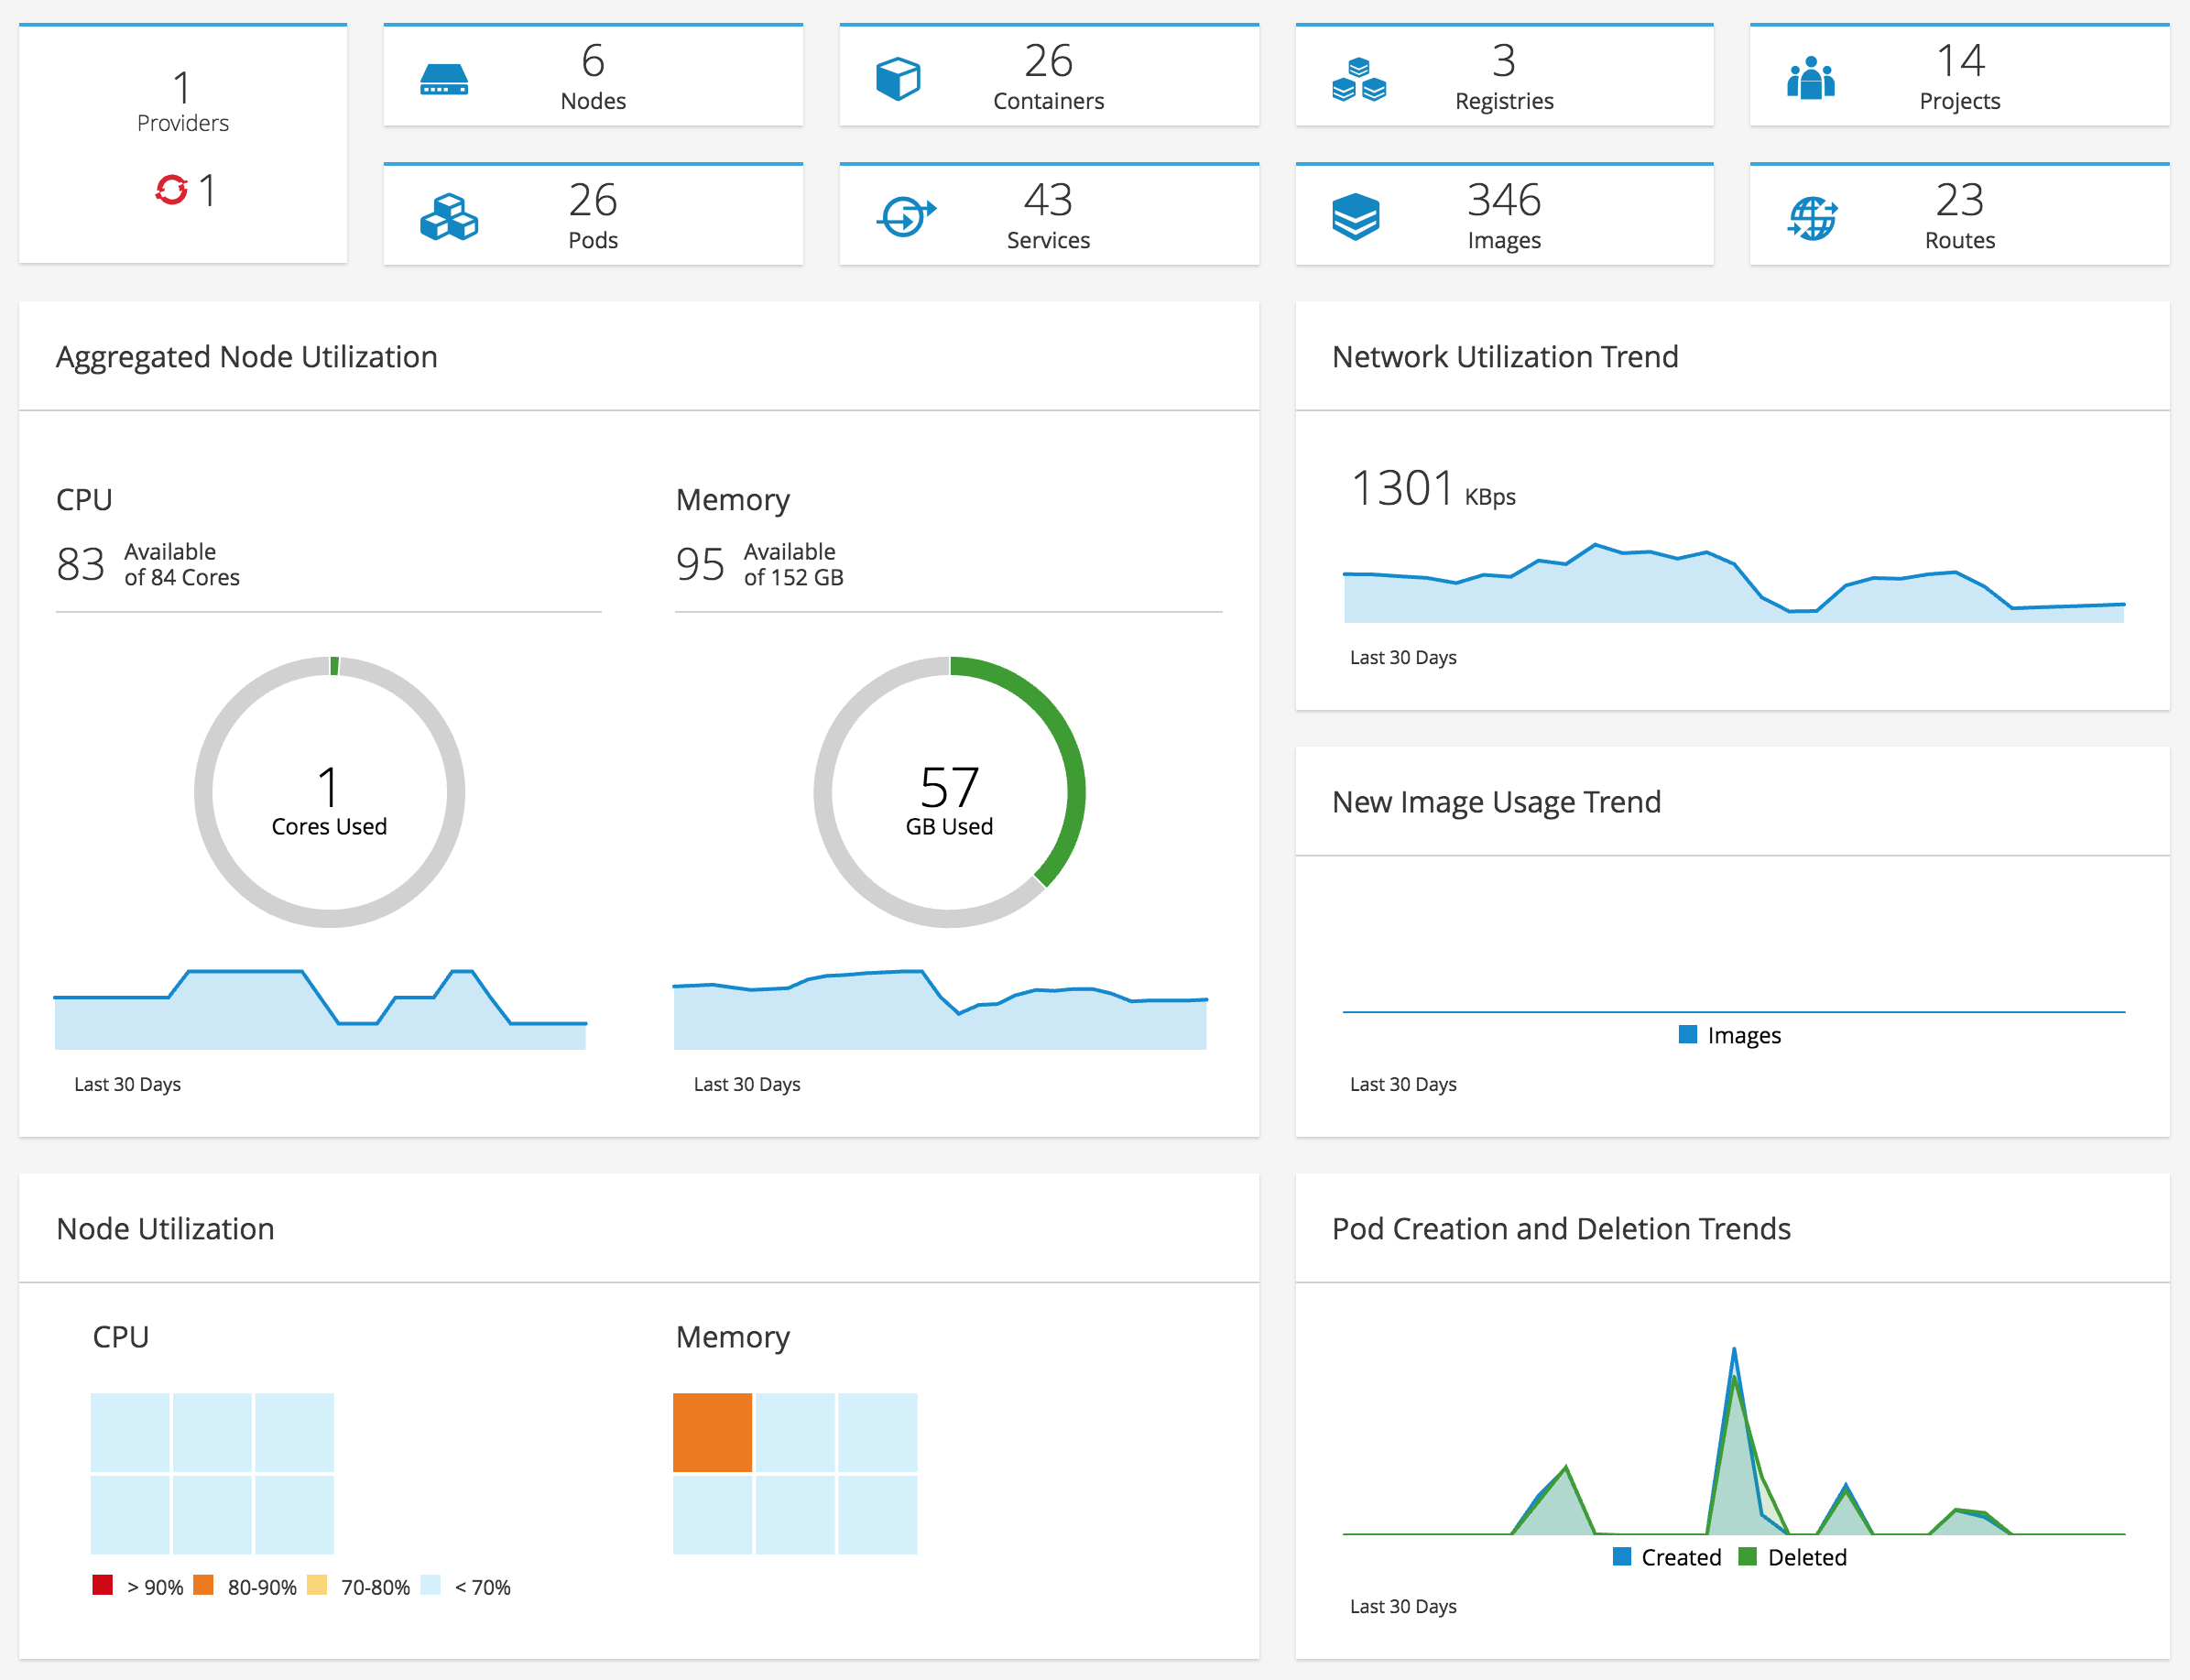 1
Providers
1
6
Nodes
26
Containers
3
Registries
14
Projects
26
Pods
43
Services
346
Images
23
Routes
Aggregated Node Utilization
CPU
83 Available
of 84 Cores
1
Cores Used
Last 30 Days
Memory
95 Available
of 152 GB
57
GB Used
Last 30 Days
Network Utilization Trend
1301 KBps
Last 30 Days
New Image Usage Trend
Images
Last 30 Days
Node Utilization
CPU
Memory
> 90% 80-90% 70-80% < 70%
Pod Creation and Deletion Trends
Created Deleted
Last 30 Days